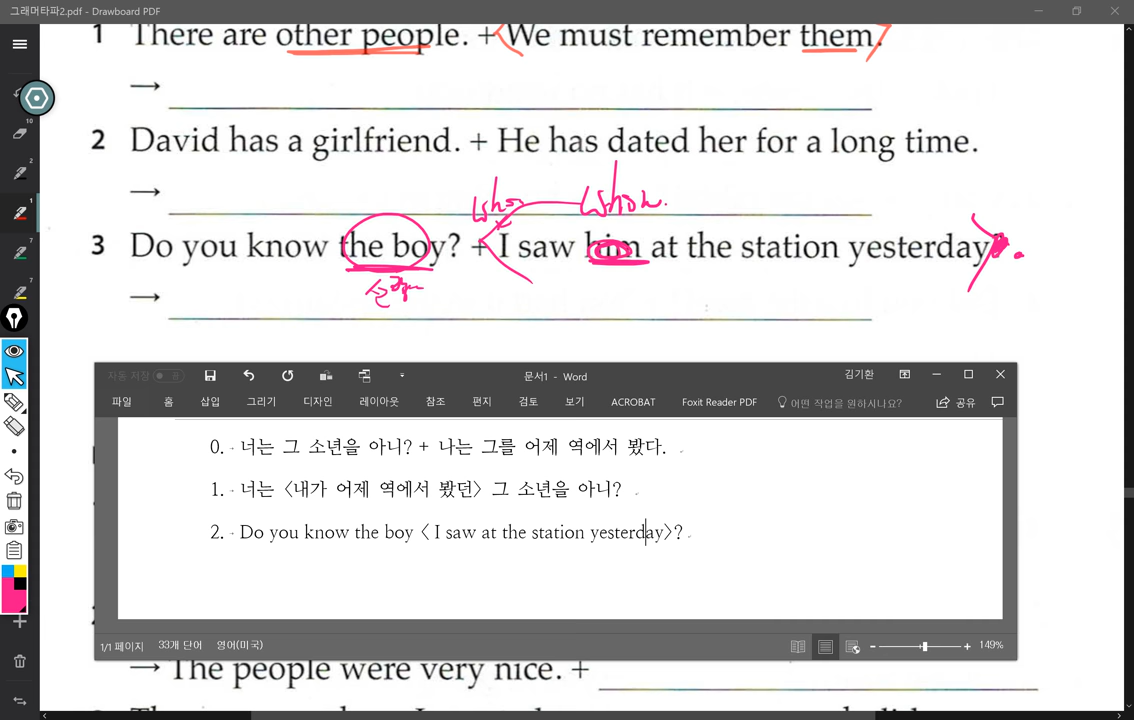 그래머타파2.pdf - Drawboard PDF
1 There are other people. + We must remember them.
→
2 David has a girlfriend. + He has dated her for a long time.
→
who whom.
3 Do you know the boy? + I saw him at the station yesterday.
→
자동 저장
문서1 - Word
김기환
파일 홈 삽입 그리기 디자인 레이아웃 참조 편지 검토 보기 ACROBAT Foxit Reader PDF 어떤 작업을 원하시나요? 공유
0. 너는 그 소년을 아니? + 나는 그를 어제 역에서 봤다.
1. 너는 〈내가 어제 역에서 봤던〉 그 소년을 아니?
2. Do you know the boy 〈 I saw at the station yesterday〉?
1/1 페이지 33개 단어 영어(미국) 149%
→ The people were very nice. +
10
2
1
7
7